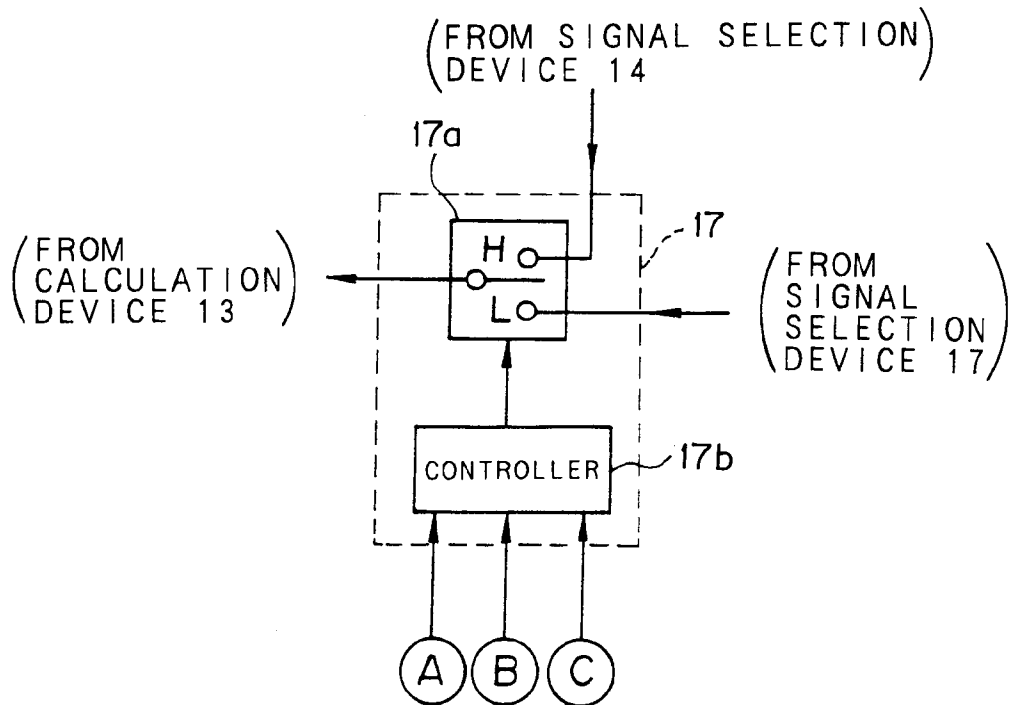 (FROM SIGNAL SELECTION
DEVICE 14)
17a
H
L
17
(FROM
CALCULATION
DEVICE 13)
(FROM
SIGNAL
SELECTION
DEVICE 17)
CONTROLLER
17b
A
B
C